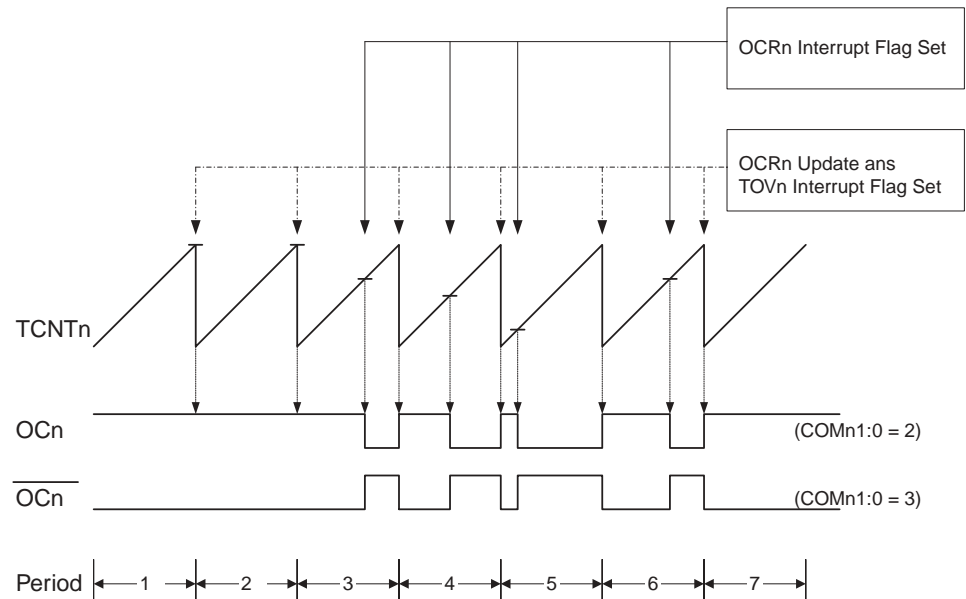 OCRn Interrupt Flag Set
OCRn Update ans
TOVn Interrupt Flag Set
TCNTn
OCn
(COMn1:0 = 2)
OCn
(COMn1:0 = 3)
Period
1
2
3
4
5
6
7